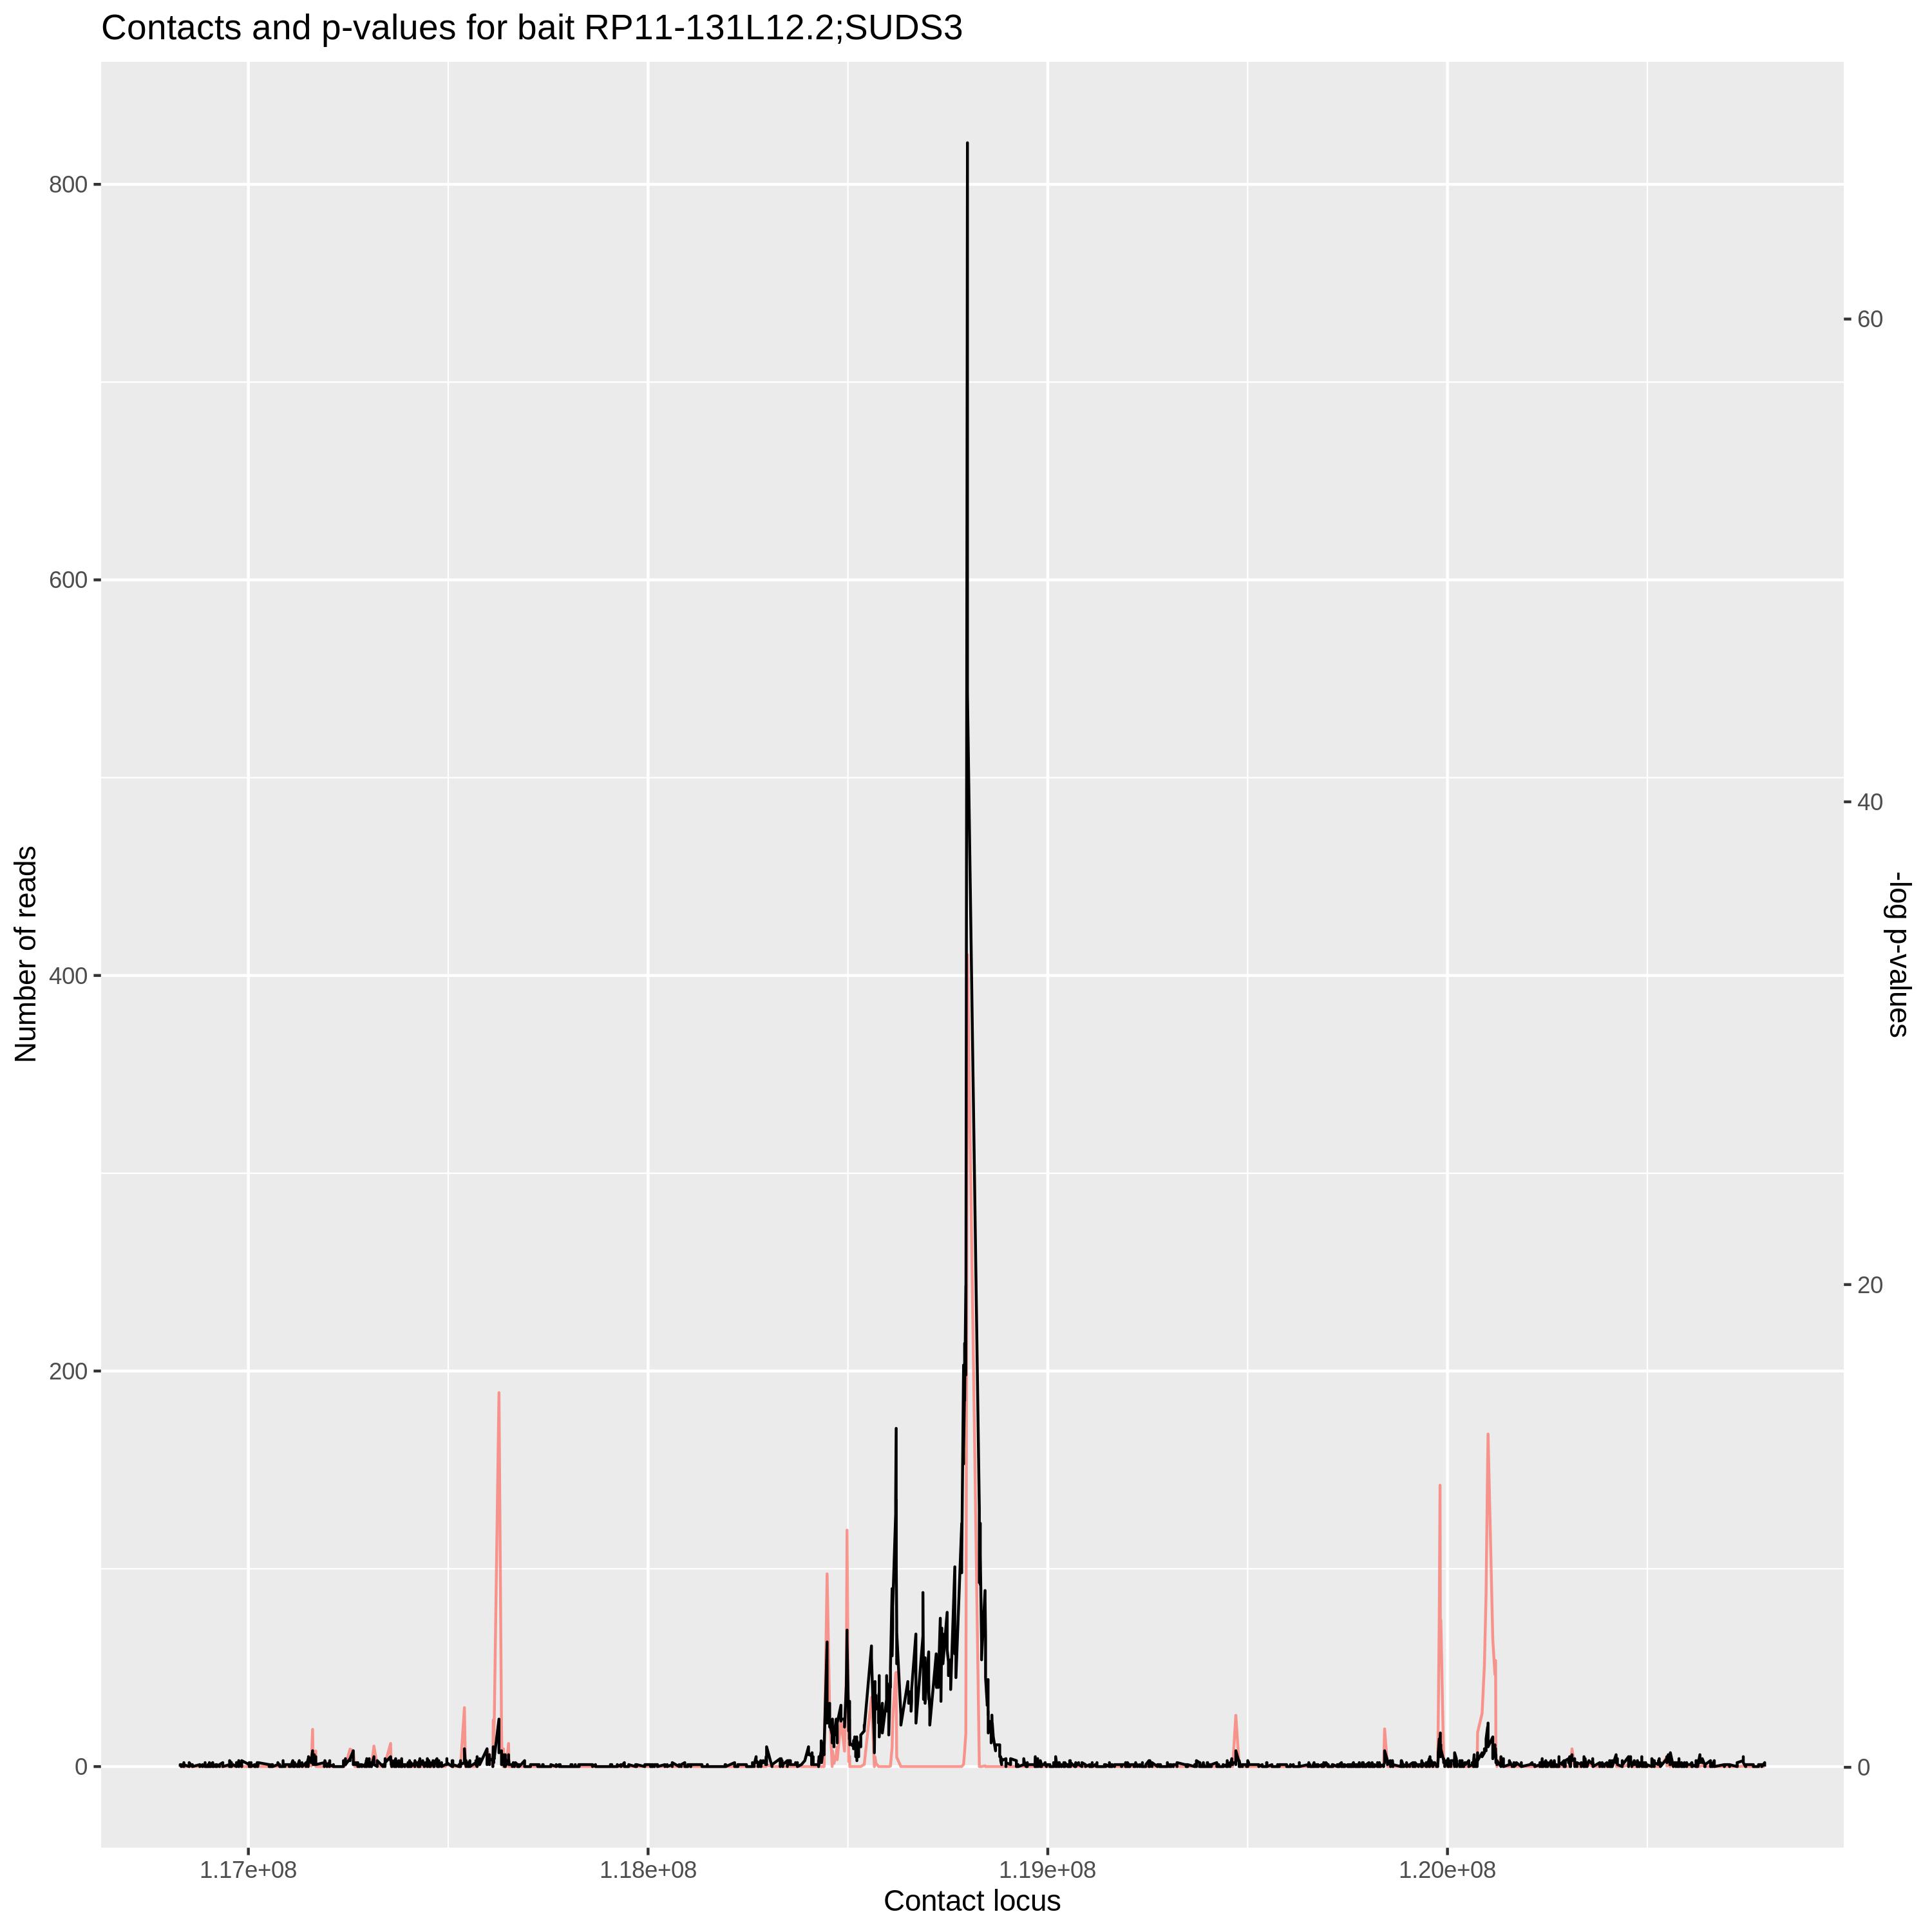 Contacts and p-values for bait RP11-131L12.2;SUDS3
800
600
400
200
0
Number of reads
60
40
20
0
-log p-values
1.17e+08
1.18e+08
1.19e+08
1.20e+08
Contact locus